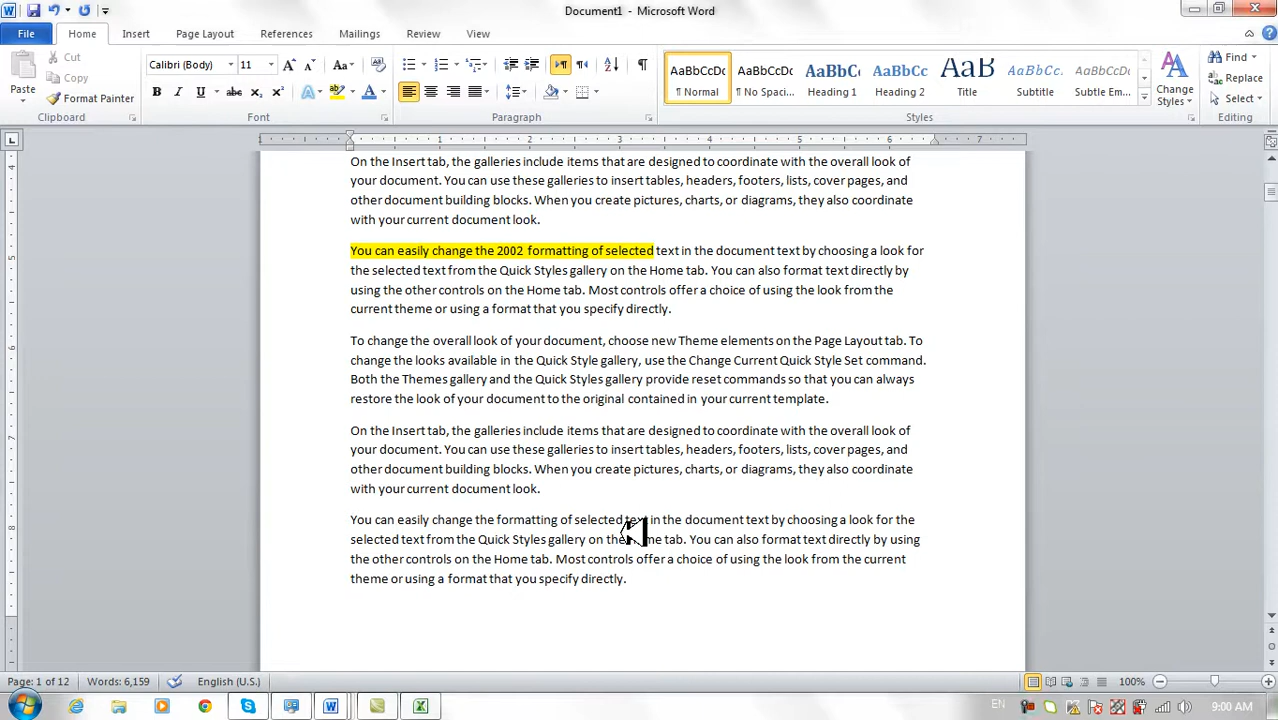 Document1 - Microsoft Word
File Home Insert Page Layout References Mailings Review View
Cut
Copy
Format Painter
Paste
Clipboard
Calibri (Body) 11
Font
Paragraph
AaBbCcDc AaBbCcDc AaBbC AaBbCc AaB AaBbCc. AaBbCcDc
¶ Normal ¶ No Spaci... Heading 1 Heading 2 Title Subtitle Subtle Em...
Change
Styles
Styles
Find
Replace
Select
Editing
1 2 3 4 5 6 7
4
5
6
7
8
On the Insert tab, the galleries include items that are designed to coordinate with the overall look of
your document. You can use these galleries to insert tables, headers, footers, lists, cover pages, and
other document building blocks. When you create pictures, charts, or diagrams, they also coordinate
with your current document look.
You can easily change the 2002 formatting of selected text in the document text by choosing a look for
the selected text from the Quick Styles gallery on the Home tab. You can also format text directly by
using the other controls on the Home tab. Most controls offer a choice of using the look from the
current theme or using a format that you specify directly.
To change the overall look of your document, choose new Theme elements on the Page Layout tab. To
change the looks available in the Quick Style gallery, use the Change Current Quick Style Set command.
Both the Themes gallery and the Quick Styles gallery provide reset commands so that you can always
restore the look of your document to the original contained in your current template.
On the Insert tab, the galleries include items that are designed to coordinate with the overall look of
your document. You can use these galleries to insert tables, headers, footers, lists, cover pages, and
other document building blocks. When you create pictures, charts, or diagrams, they also coordinate
with your current document look.
You can easily change the formatting of selected text in the document text by choosing a look for the
selected text from the Quick Styles gallery on the Home tab. You can also format text directly by using
the other controls on the Home tab. Most controls offer a choice of using the look from the current
theme or using a format that you specify directly.
Page: 1 of 12 Words: 6,159 English (U.S.) 100%
EN 9:00 AM